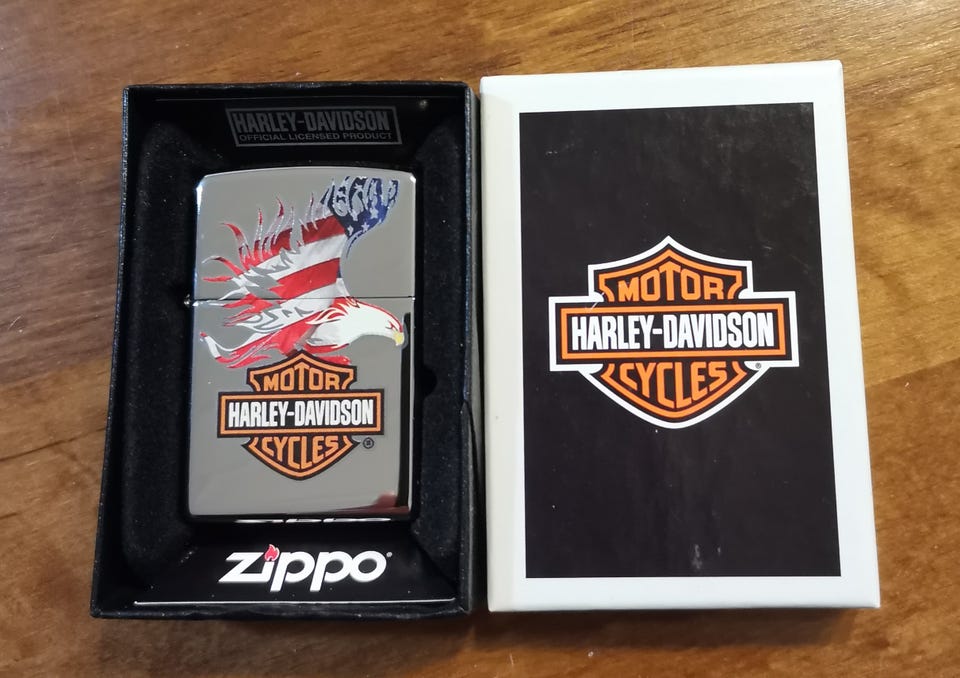 HARLEY-DAVIDSON
OFFICIAL LICENSED PRODUCT
MOTOR
HARLEY-DAVIDSON
CYCLES
®
zippo®
MOTOR
HARLEY-DAVIDSON
CYCLES
®